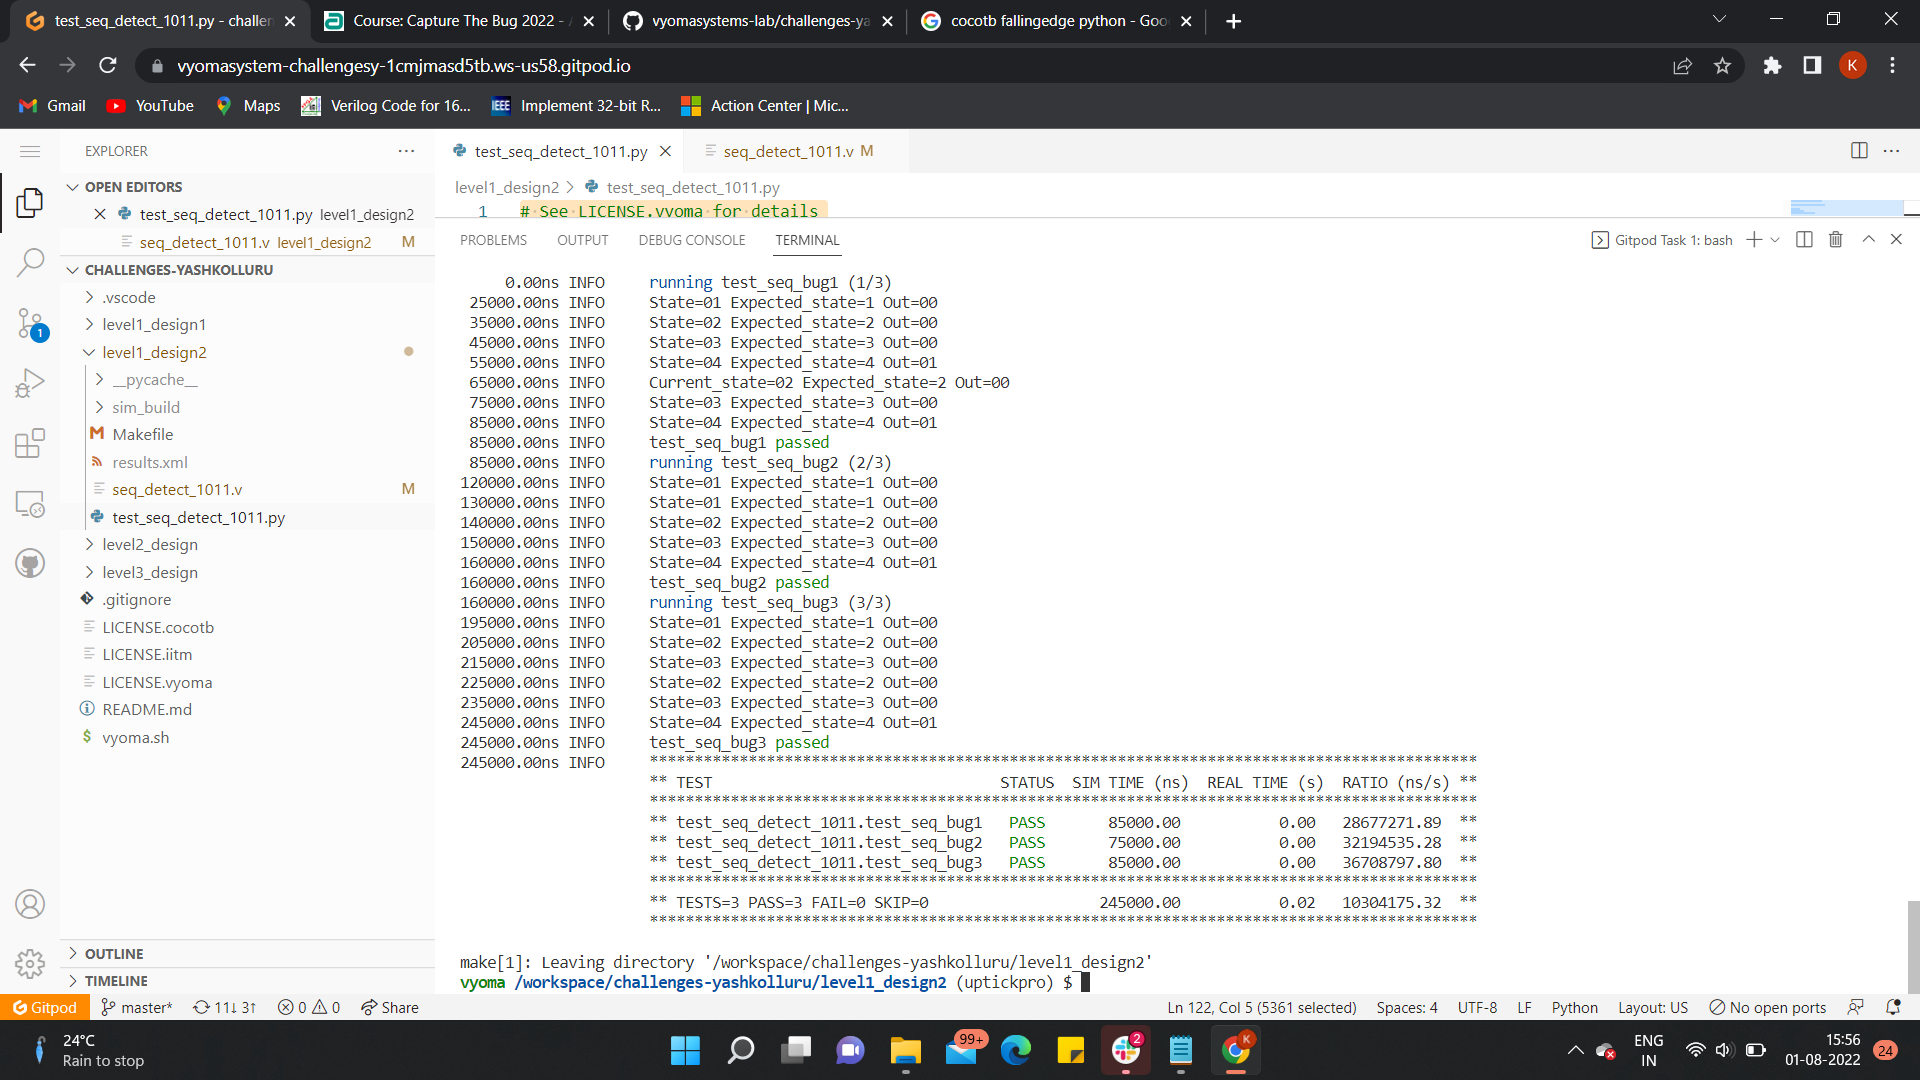 test_seq_detect_1011.py - challen
Course: Capture The Bug 2022 -
vyomasystems-lab/challenges-ya
cocotb fallingedge python - Goo
vyomasystem-challengesy-1cmjmasd5tb.ws-us58.gitpod.io
K
Gmail
YouTube
Maps
Verilog Code for 16...
IEEE
Implement 32-bit R...
Action Center | Mic...
EXPLORER
OPEN EDITORS
test_seq_detect_1011.py level1_design2
seq_detect_1011.v level1_design2 M
CHALLENGES-YASHKOLLURU
.vscode
level1_design1
level1_design2
__pycache__
sim_build
Makefile
results.xml
seq_detect_1011.v M
test_seq_detect_1011.py
level2_design
level3_design
.gitignore
LICENSE.cocotb
LICENSE.iitm
LICENSE.vyoma
README.md
vyoma.sh
OUTLINE
TIMELINE
1
test_seq_detect_1011.py
seq_detect_1011.v M
level1_design2 > test_seq_detect_1011.py
1 # See LICENSE.vyoma for details
PROBLEMS OUTPUT DEBUG CONSOLE TERMINAL
Gitpod Task 1: bash
0.00ns INFO running test_seq_bug1 (1/3)
25000.00ns INFO State=01 Expected_state=1 Out=00
35000.00ns INFO State=02 Expected_state=2 Out=00
45000.00ns INFO State=03 Expected_state=3 Out=00
55000.00ns INFO State=04 Expected_state=4 Out=01
65000.00ns INFO Current_state=02 Expected_state=2 Out=00
75000.00ns INFO State=03 Expected_state=3 Out=00
85000.00ns INFO State=04 Expected_state=4 Out=01
85000.00ns INFO test_seq_bug1 passed
85000.00ns INFO running test_seq_bug2 (2/3)
120000.00ns INFO State=01 Expected_state=1 Out=00
130000.00ns INFO State=01 Expected_state=1 Out=00
140000.00ns INFO State=02 Expected_state=2 Out=00
150000.00ns INFO State=03 Expected_state=3 Out=00
160000.00ns INFO State=04 Expected_state=4 Out=01
160000.00ns INFO test_seq_bug2 passed
160000.00ns INFO running test_seq_bug3 (3/3)
195000.00ns INFO State=01 Expected_state=1 Out=00
205000.00ns INFO State=02 Expected_state=2 Out=00
215000.00ns INFO State=03 Expected_state=3 Out=00
225000.00ns INFO State=02 Expected_state=2 Out=00
235000.00ns INFO State=03 Expected_state=3 Out=00
245000.00ns INFO State=04 Expected_state=4 Out=01
245000.00ns INFO test_seq_bug3 passed
245000.00ns INFO ********************************************************************************************
** TEST STATUS SIM TIME (ns) REAL TIME (s) RATIO (ns/s) **
********************************************************************************************
** test_seq_detect_1011.test_seq_bug1 PASS 85000.00 0.00 28677271.89 **
** test_seq_detect_1011.test_seq_bug2 PASS 75000.00 0.00 32194535.28 **
** test_seq_detect_1011.test_seq_bug3 PASS 85000.00 0.00 36708797.80 **
********************************************************************************************
** TESTS=3 PASS=3 FAIL=0 SKIP=0 245000.00 0.02 10304175.32 **
********************************************************************************************
make[1]: Leaving directory '/workspace/challenges-yashkolluru/level1_design2'
vyoma /workspace/challenges-yashkolluru/level1_design2 (uptickpro) $
Gitpod master* 11↓ 3↑ 0 0 Share
Ln 122, Col 5 (5361 selected) Spaces: 4 UTF-8 LF Python Layout: US No open ports
24°C
Rain to stop
99+
2
K
ENG
IN
15:56
01-08-2022
24